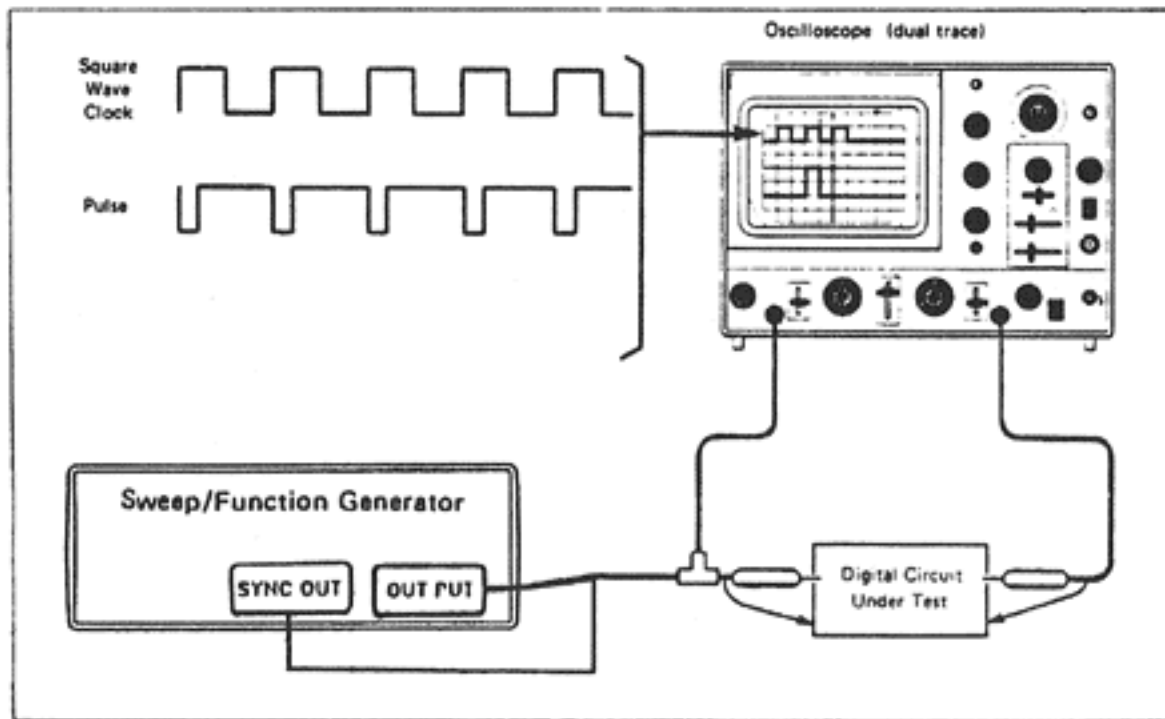 Oscilloscope (dual trace)
Square
Wave
Clock
Pulse
Sweep/Function Generator
SYNC OUT
OUT PUT
Digital Circuit
Under Test